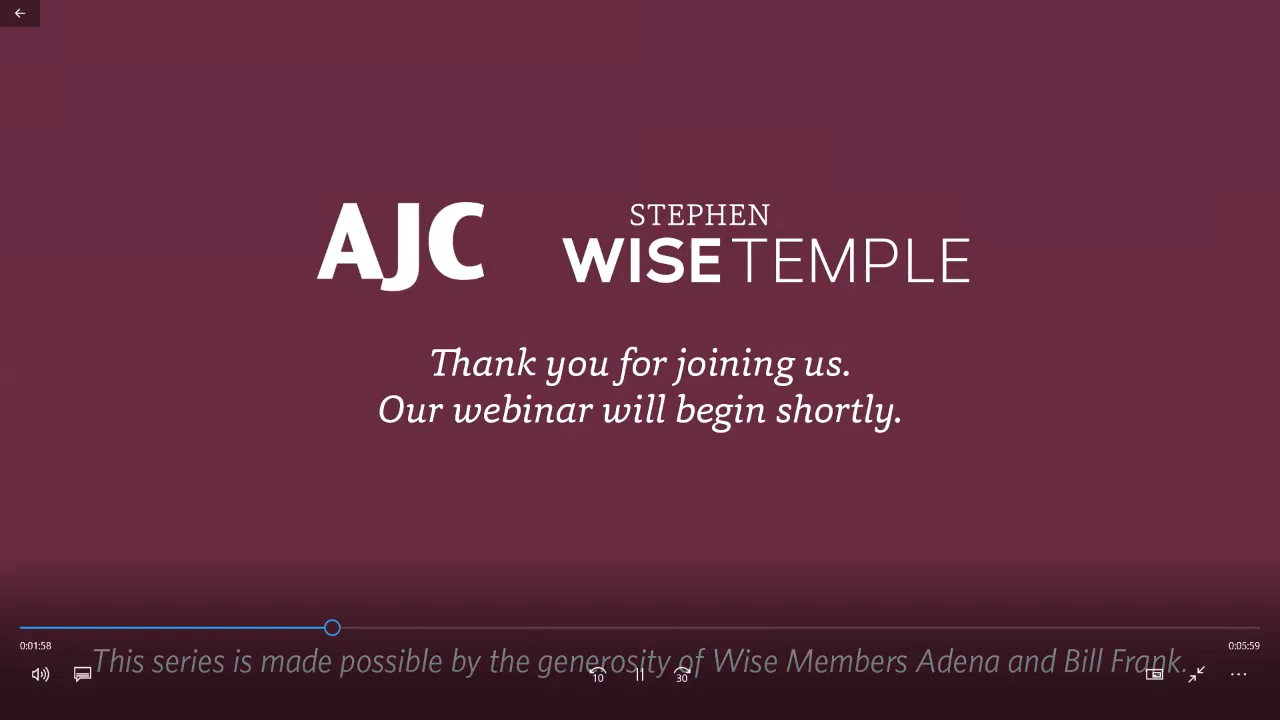 AJC
STEPHEN
WISE TEMPLE
Thank you for joining us.
Our webinar will begin shortly.
0:01:58
0:05:59
This series is made possible by the generosity of Wise Members Adena and Bill Frank.
10
30